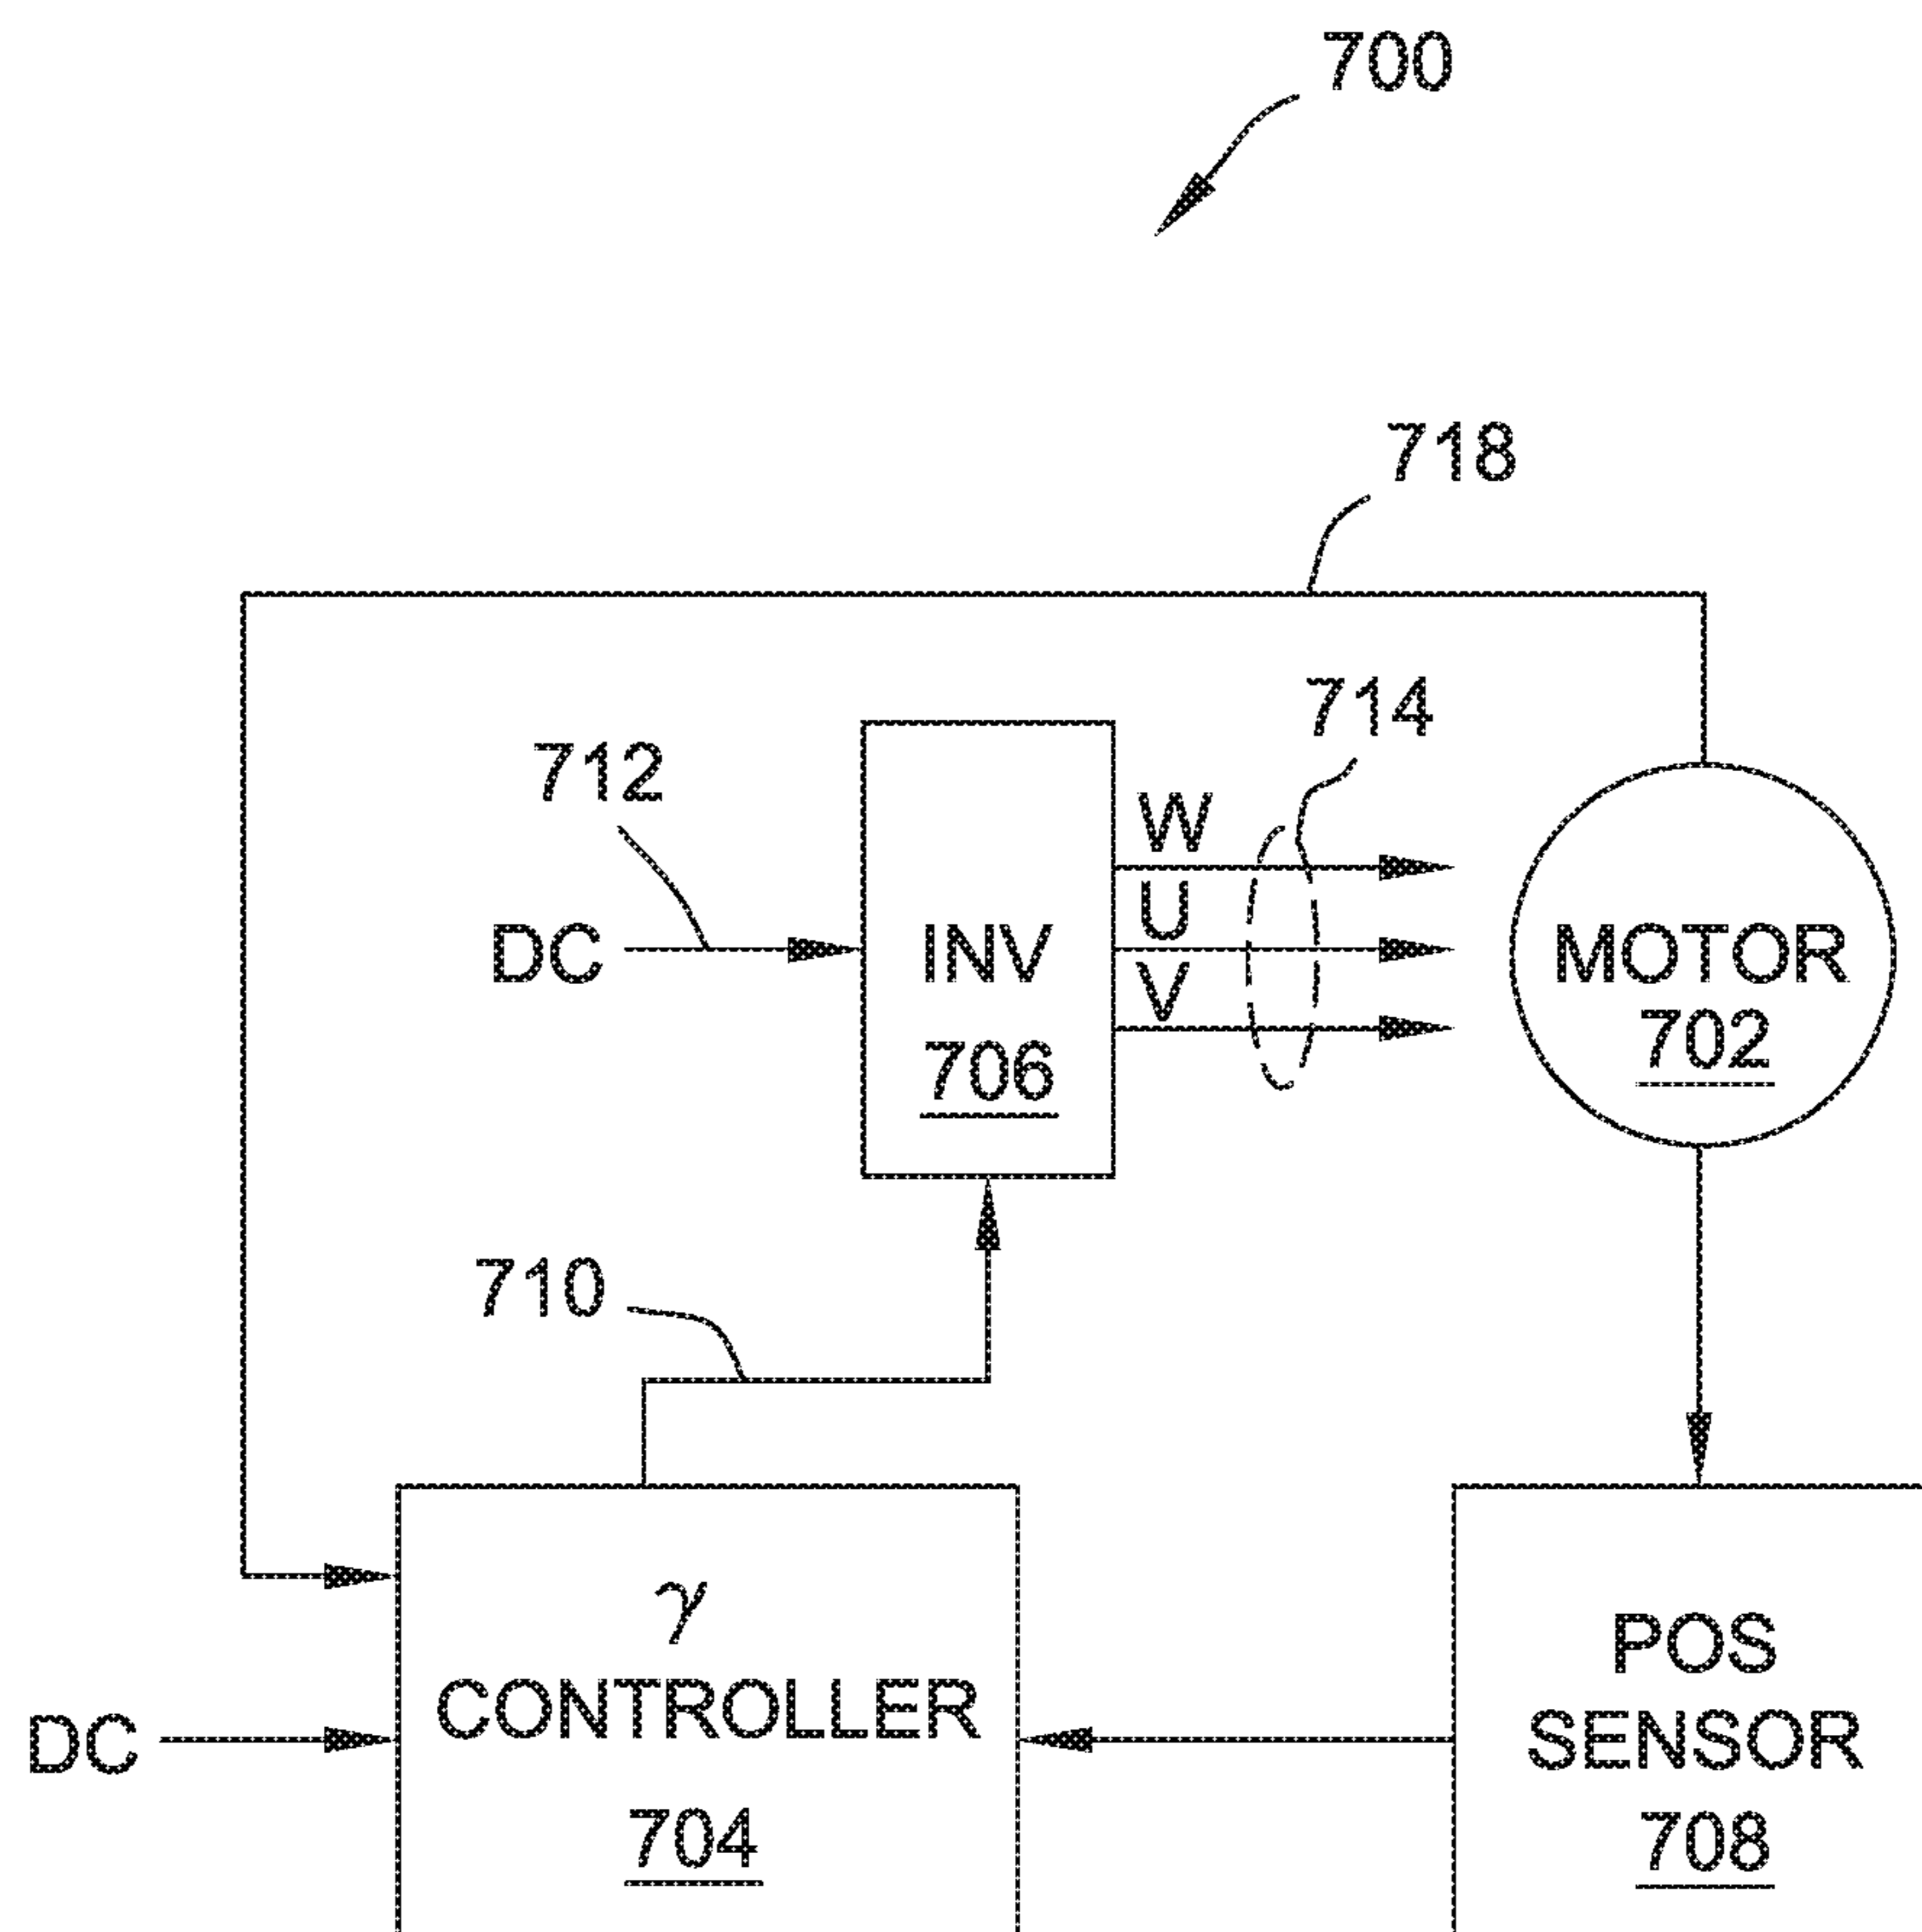 700
718
714
712
W
U
DC
INV
V
MOTOR
702
706
710
γ
CONTROLLER
POS
SENSOR
DC
704
708